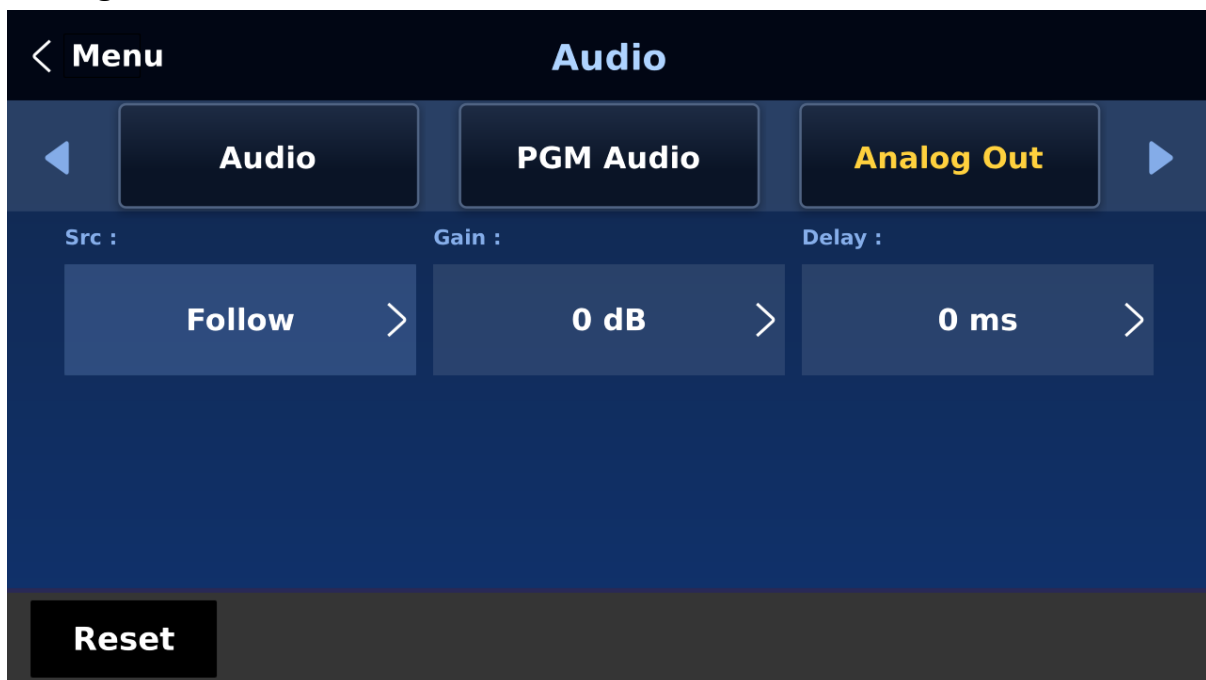 Menu
Audio
Audio
PGM Audio
Analog Out
Src :
Gain :
Delay :
Follow
0 dB
0 ms
Reset